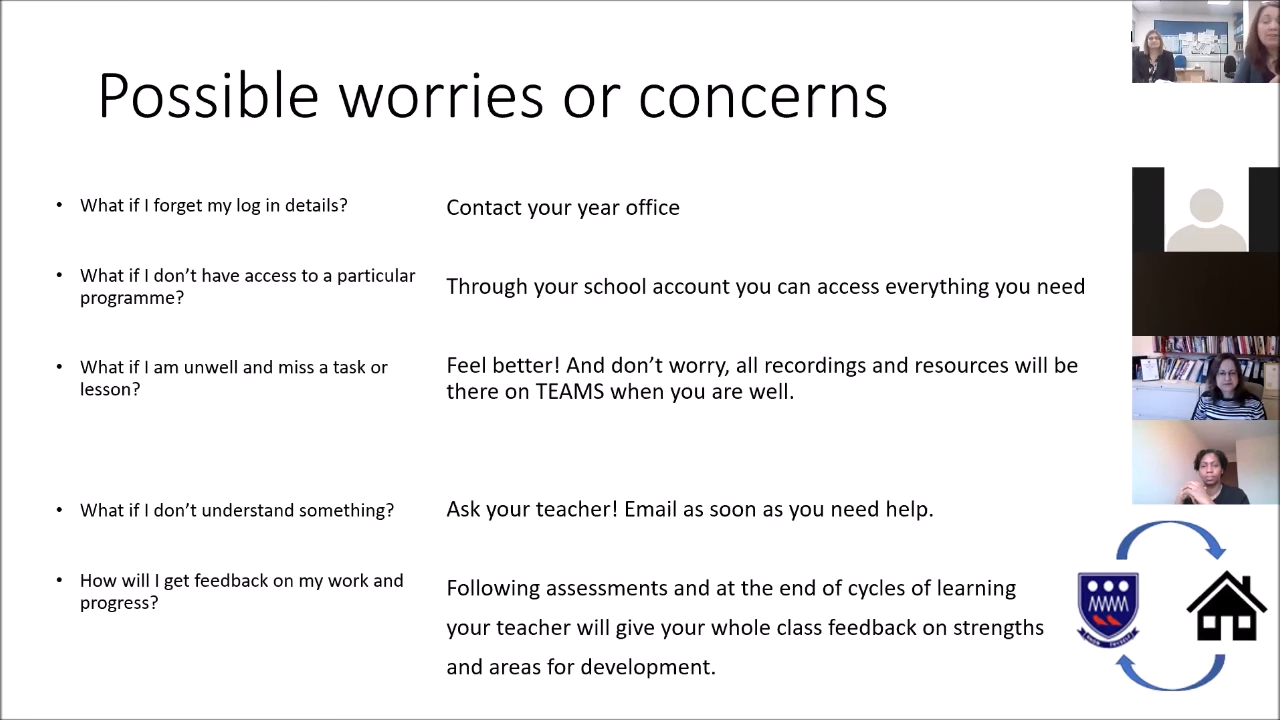 Possible worries or concerns
• What if I forget my log in details?
Contact your year office
• What if I don’t have access to a particular
programme?
Through your school account you can access everything you need
• What if I am unwell and miss a task or
lesson?
Feel better! And don’t worry, all recordings and resources will be
there on TEAMS when you are well.
• What if I don’t understand something?
Ask your teacher! Email as soon as you need help.
• How will I get feedback on my work and
progress?
Following assessments and at the end of cycles of learning
your teacher will give your whole class feedback on strengths
and areas for development.